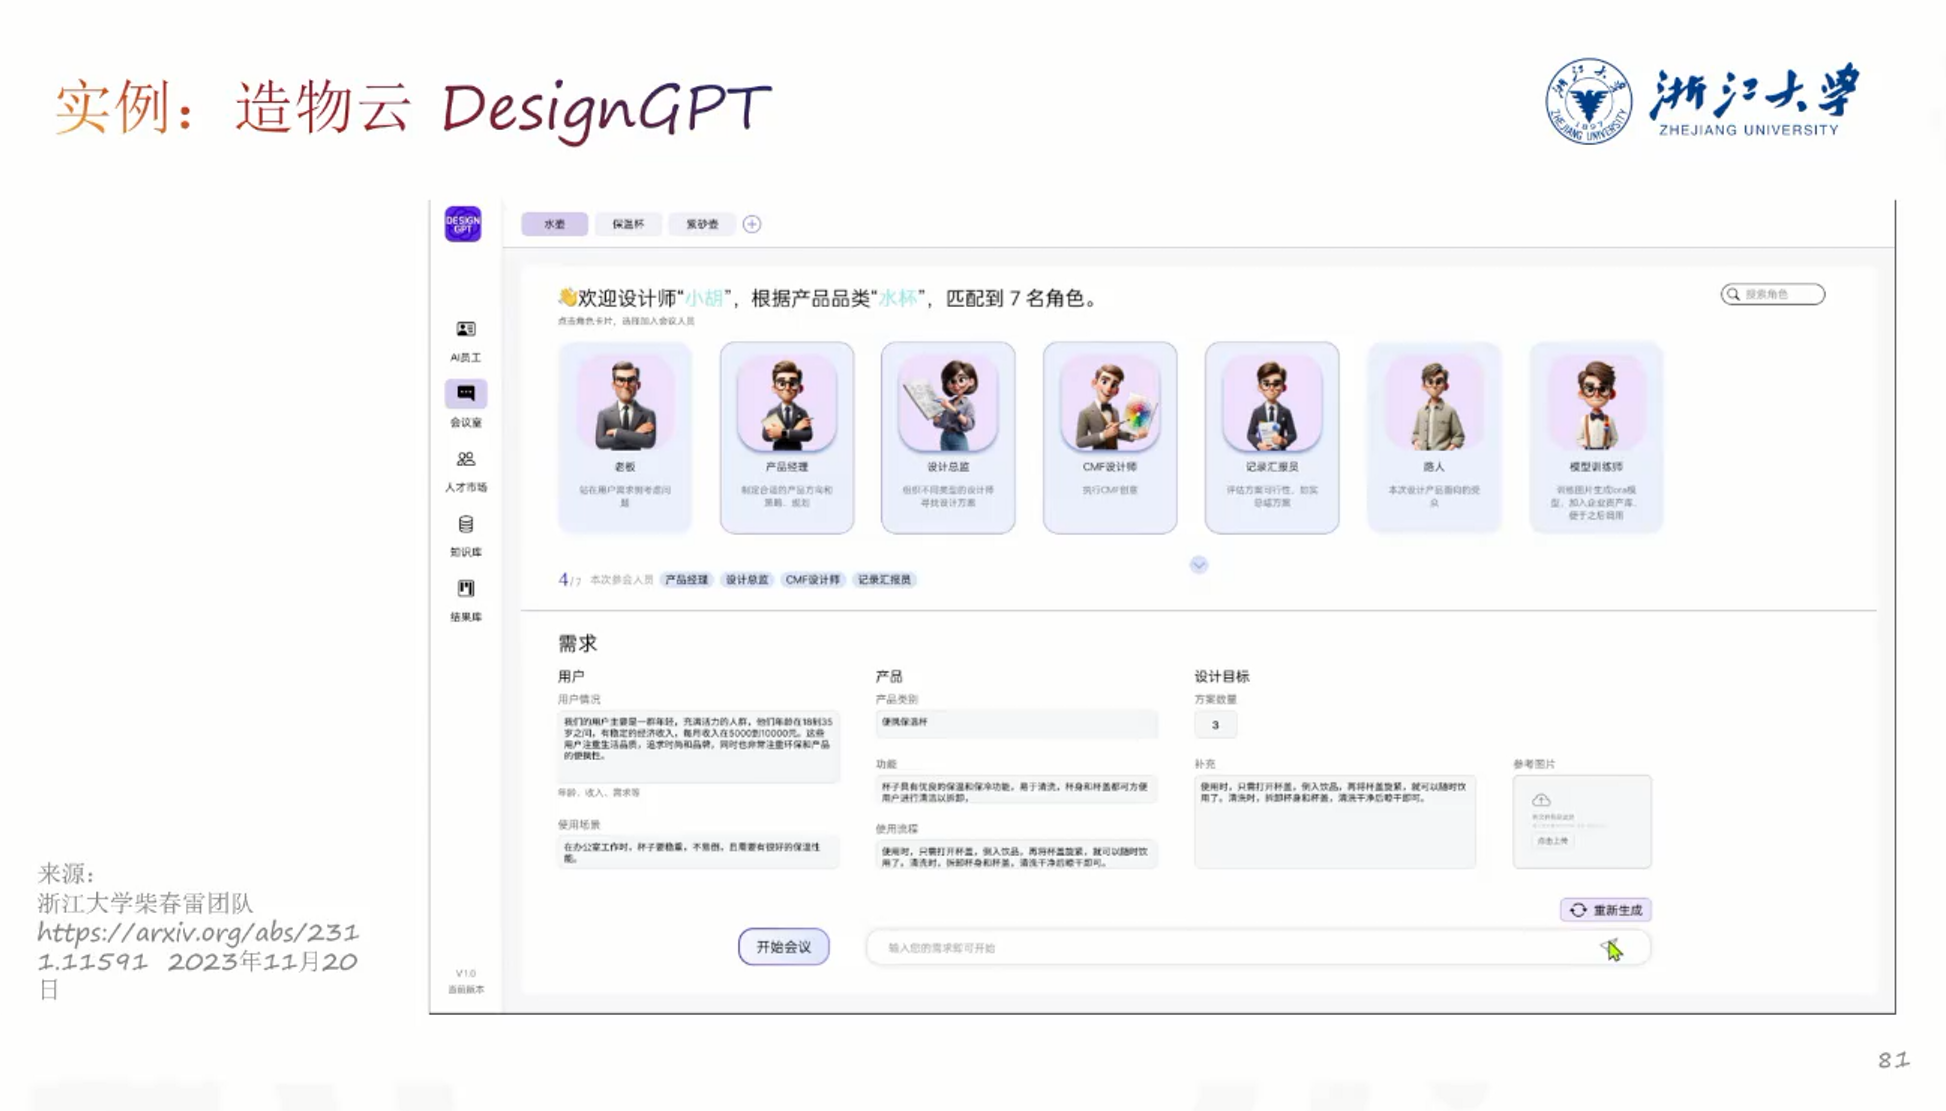 实例：造物云 DesignGPT
浙江大学
ZHEJIANG UNIVERSITY
DESIGN
GPT
水壶
保温杯
紫砂壶
👋欢迎设计师“小胡”，根据产品品类“水杯”，匹配到 7 名角色。
搜索角色
点击角色卡片，选择加入会议人员
AI员工
会议室
人才市场
知识库
结果库
老板
站在用户需求侧考虑问
题
产品经理
制定合适的产品方向和
策略、规划
设计总监
组织不同类型的设计师
寻找设计方案
CMF设计师
执行CMF创意
记录汇报员
评估方案可行性，如实
总结方案
路人
本次设计产品面向的受
众
模型训练师
训练图片生成lora模
型，加入企业资产库，
便于之后调用
4/7 本次参会人员 产品经理 设计总监 CMF设计师 记录汇报员
需求
用户
用户情况
我们的用户主要是一群年轻，充满活力的人群，他们年龄在18到35
岁之间，有稳定的经济收入，每月收入在5000到10000元。这些
用户注重生活品质，追求时尚和品牌，同时也非常注重环保和产品
的便携性。
年龄、收入、需求等
使用场景
在办公室工作时，杯子要稳重，不易倒，且需要有很好的保温性
能。
产品
产品类别
便携保温杯
功能
杯子具有优良的保温和保冷功能，易于清洗，杯身和杯盖都可方便
用户进行清洁以拆卸。
使用流程
使用时，只需打开杯盖，倒入饮品，再将杯盖旋紧，就可以随时饮
用了。清洗时，拆卸杯身和杯盖，清洗干净后晾干即可。
设计目标
方案数量
3
补充
使用时，只需打开杯盖，倒入饮品，再将杯盖旋紧，就可以随时饮
用了。清洗时，拆卸杯身和杯盖，清洗干净后晾干即可。
参考图片
点击上传
重新生成
开始会议
输入您的需求即可开始
V1.0
当前版本
来源：
浙江大学柴春雷团队
https://arxiv.org/abs/231
1.11591 2023年11月20
日
81